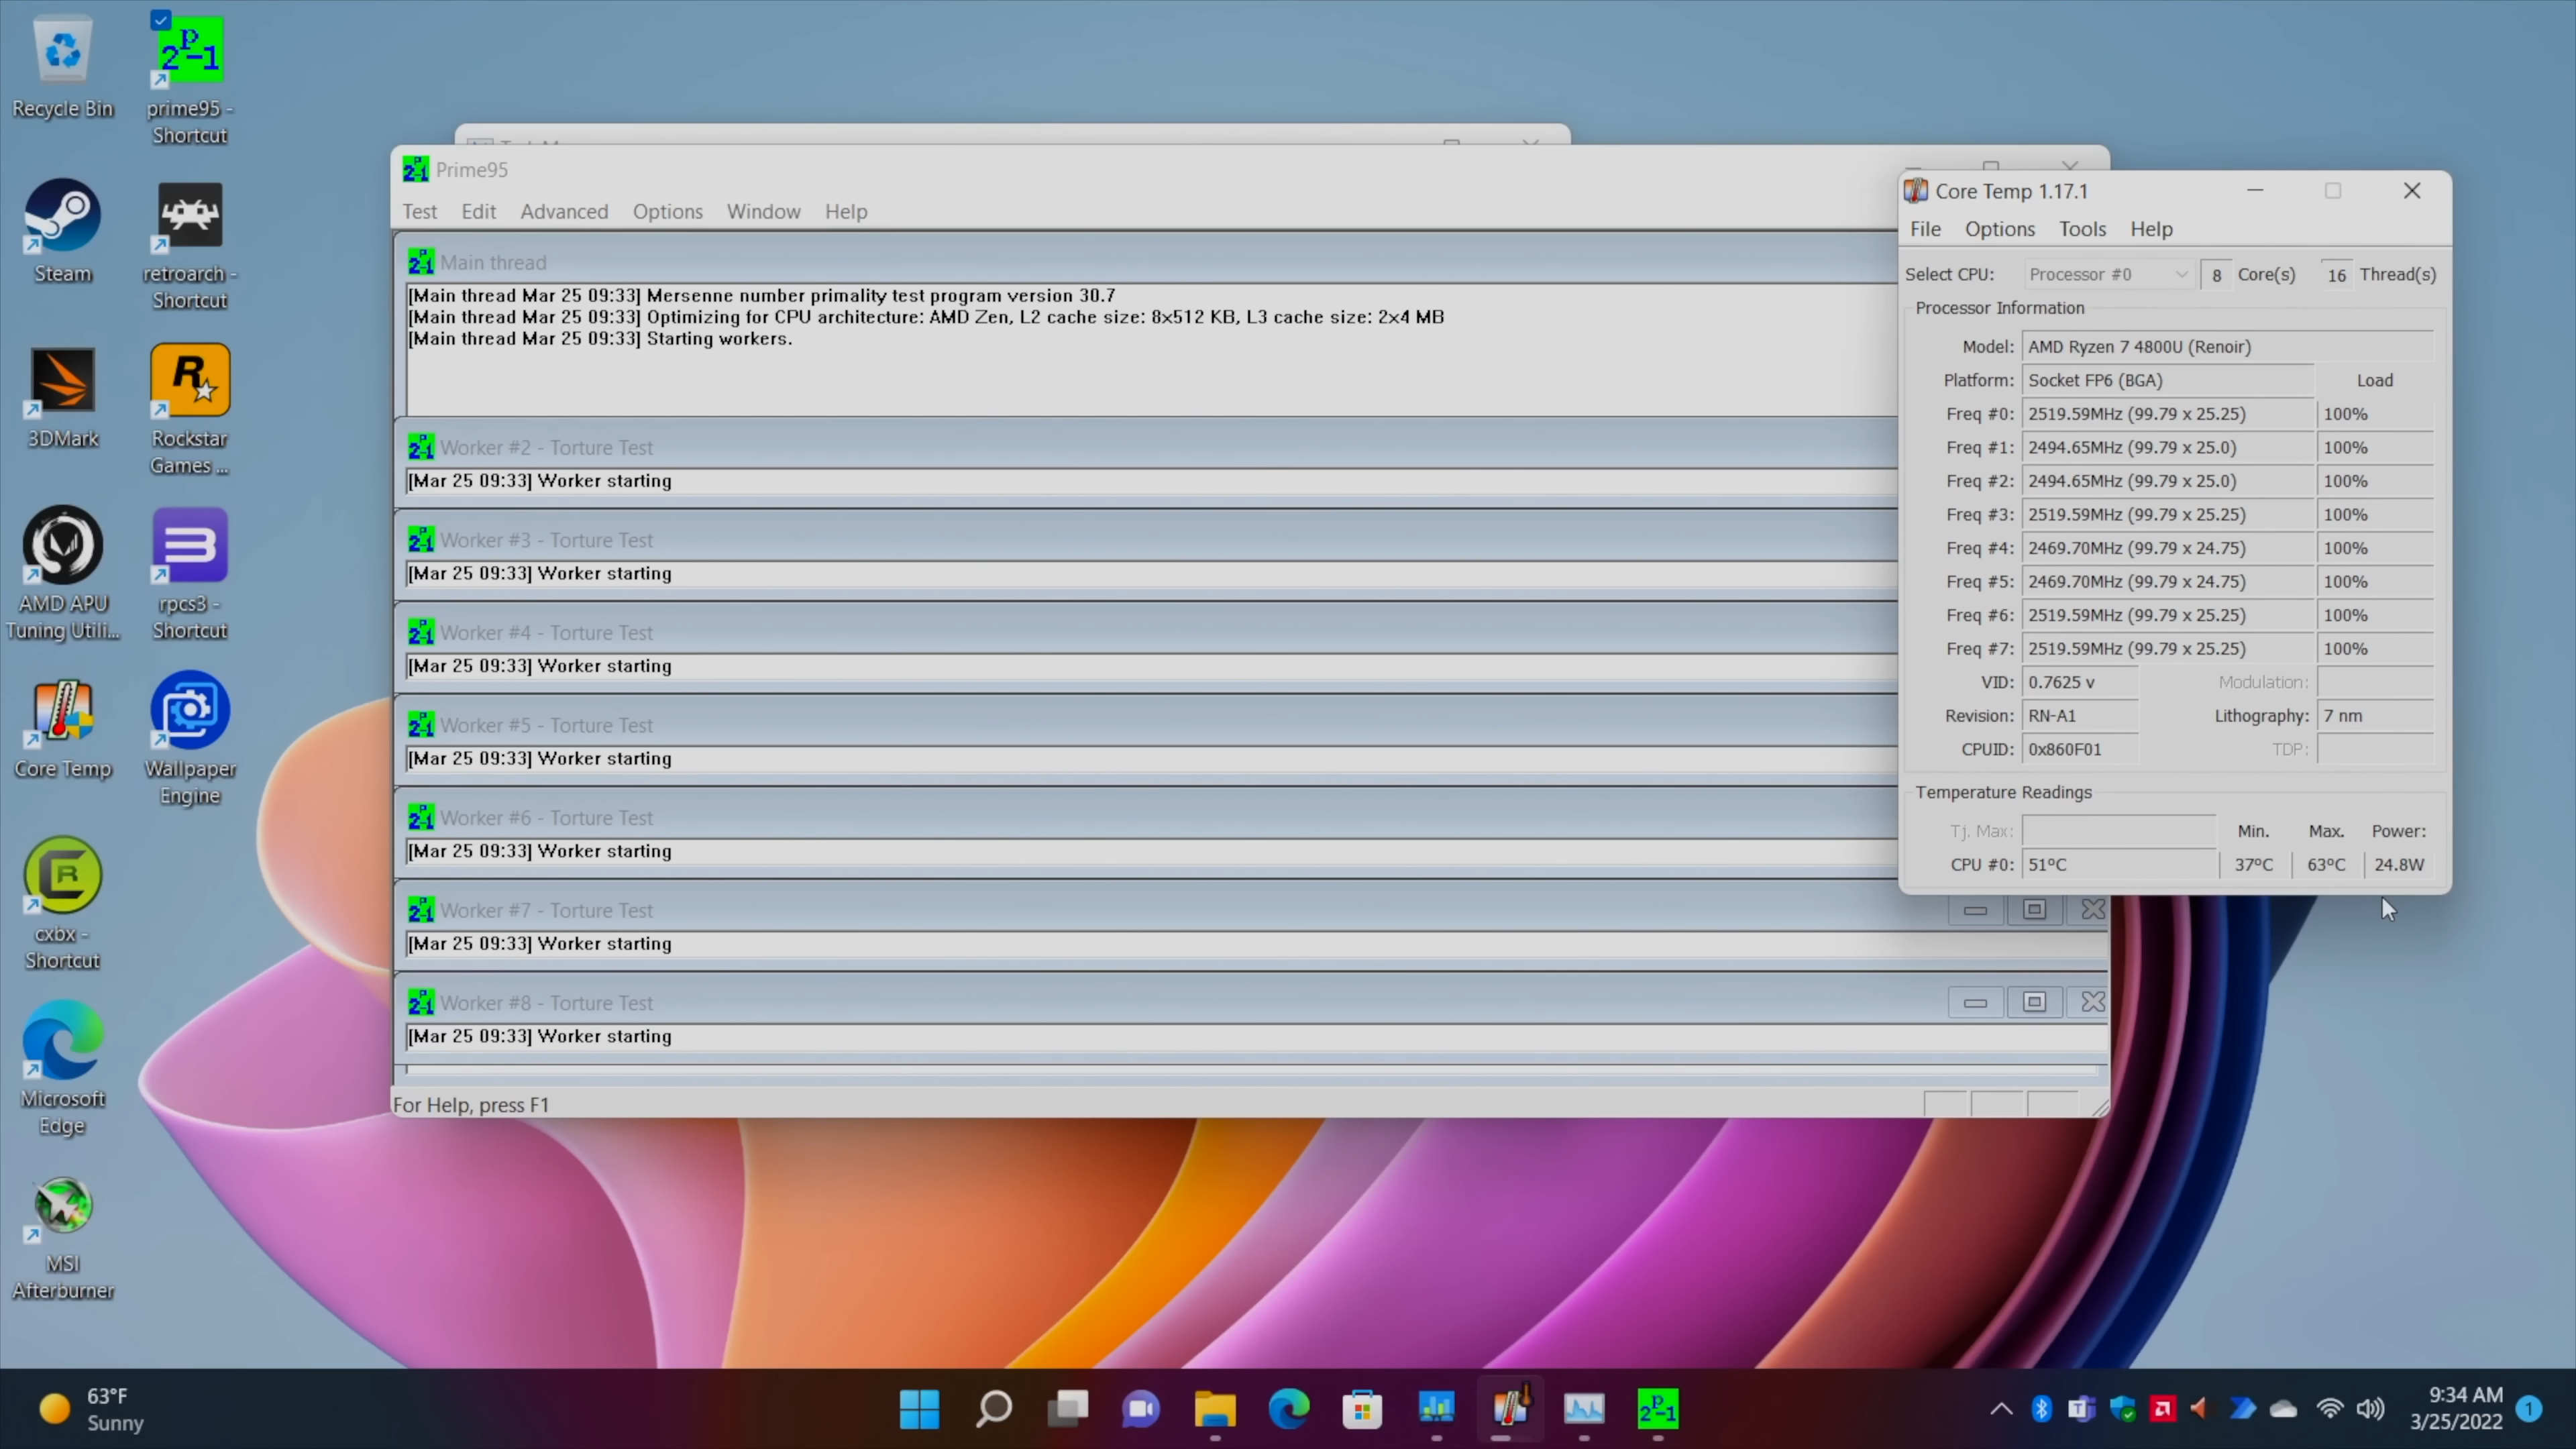 Recycle Bin
prime95 -
Shortcut
Steam
retroarch -
Shortcut
3DMark
Rockstar
Games ...
AMD APU
Tuning Utili...
rpcs3 -
Shortcut
Core Temp
Wallpaper
Engine
cxbx -
Shortcut
Microsoft
Edge
MSI
Afterburner
Prime95
Test Edit Advanced Options Window Help
Main thread
[Main thread Mar 25 09:33] Mersenne number primality test program version 30.7
[Main thread Mar 25 09:33] Optimizing for CPU architecture: AMD Zen, L2 cache size: 8x512 KB, L3 cache size: 2x4 MB
[Main thread Mar 25 09:33] Starting workers.
Worker #2 - Torture Test
[Mar 25 09:33] Worker starting
Worker #3 - Torture Test
[Mar 25 09:33] Worker starting
Worker #4 - Torture Test
[Mar 25 09:33] Worker starting
Worker #5 - Torture Test
[Mar 25 09:33] Worker starting
Worker #6 - Torture Test
[Mar 25 09:33] Worker starting
Worker #7 - Torture Test
[Mar 25 09:33] Worker starting
Worker #8 - Torture Test
[Mar 25 09:33] Worker starting
For Help, press F1
Core Temp 1.17.1
File Options Tools Help
Select CPU: Processor #0 8 Core(s) 16 Thread(s)
Processor Information
Model: AMD Ryzen 7 4800U (Renoir)
Platform: Socket FP6 (BGA) Load
Freq #0: 2519.59MHz (99.79 x 25.25) 100%
Freq #1: 2494.65MHz (99.79 x 25.0) 100%
Freq #2: 2494.65MHz (99.79 x 25.0) 100%
Freq #3: 2519.59MHz (99.79 x 25.25) 100%
Freq #4: 2469.70MHz (99.79 x 24.75) 100%
Freq #5: 2469.70MHz (99.79 x 24.75) 100%
Freq #6: 2519.59MHz (99.79 x 25.25) 100%
Freq #7: 2519.59MHz (99.79 x 25.25) 100%
VID: 0.7625 v Modulation:
Revision: RN-A1 Lithography: 7 nm
CPUID: 0x860F01 TDP:
Temperature Readings
Tj. Max: Min. Max. Power:
CPU #0: 51ºC 37ºC 63ºC 24.8W
63°F
Sunny
9:34 AM
3/25/2022
1